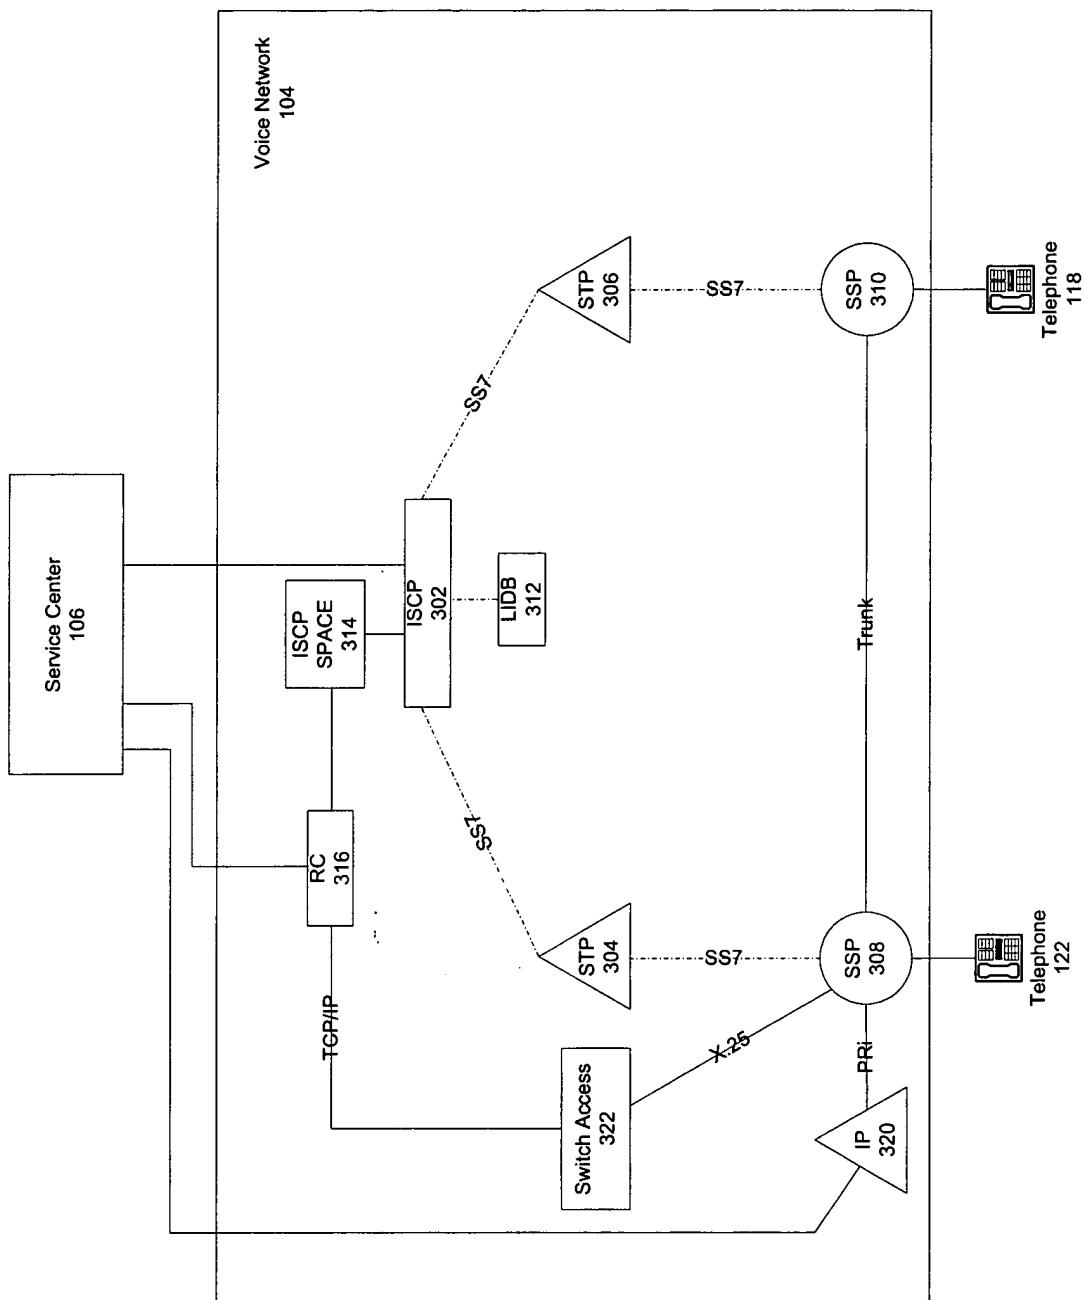 Voice Network
104
Service Center
106
ISCP
SPACE
314
ISCP
302
LIDB
312
RC
316
TCP/IP
Switch Access
322
SS7
SS7
STP
304
STP
306
SS7
SS7
X.25
SSP
308
Trunk
SSP
310
PRi
IP
320
Telephone
122
Telephone
118